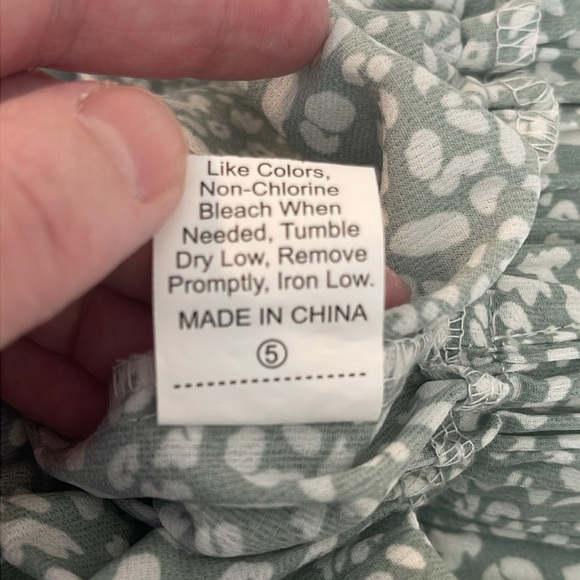 Like Colors,
Non-Chlorine
Bleach When
Needed, Tumble
Dry Low, Remove
Promptly, Iron Low.
MADE IN CHINA
⑤